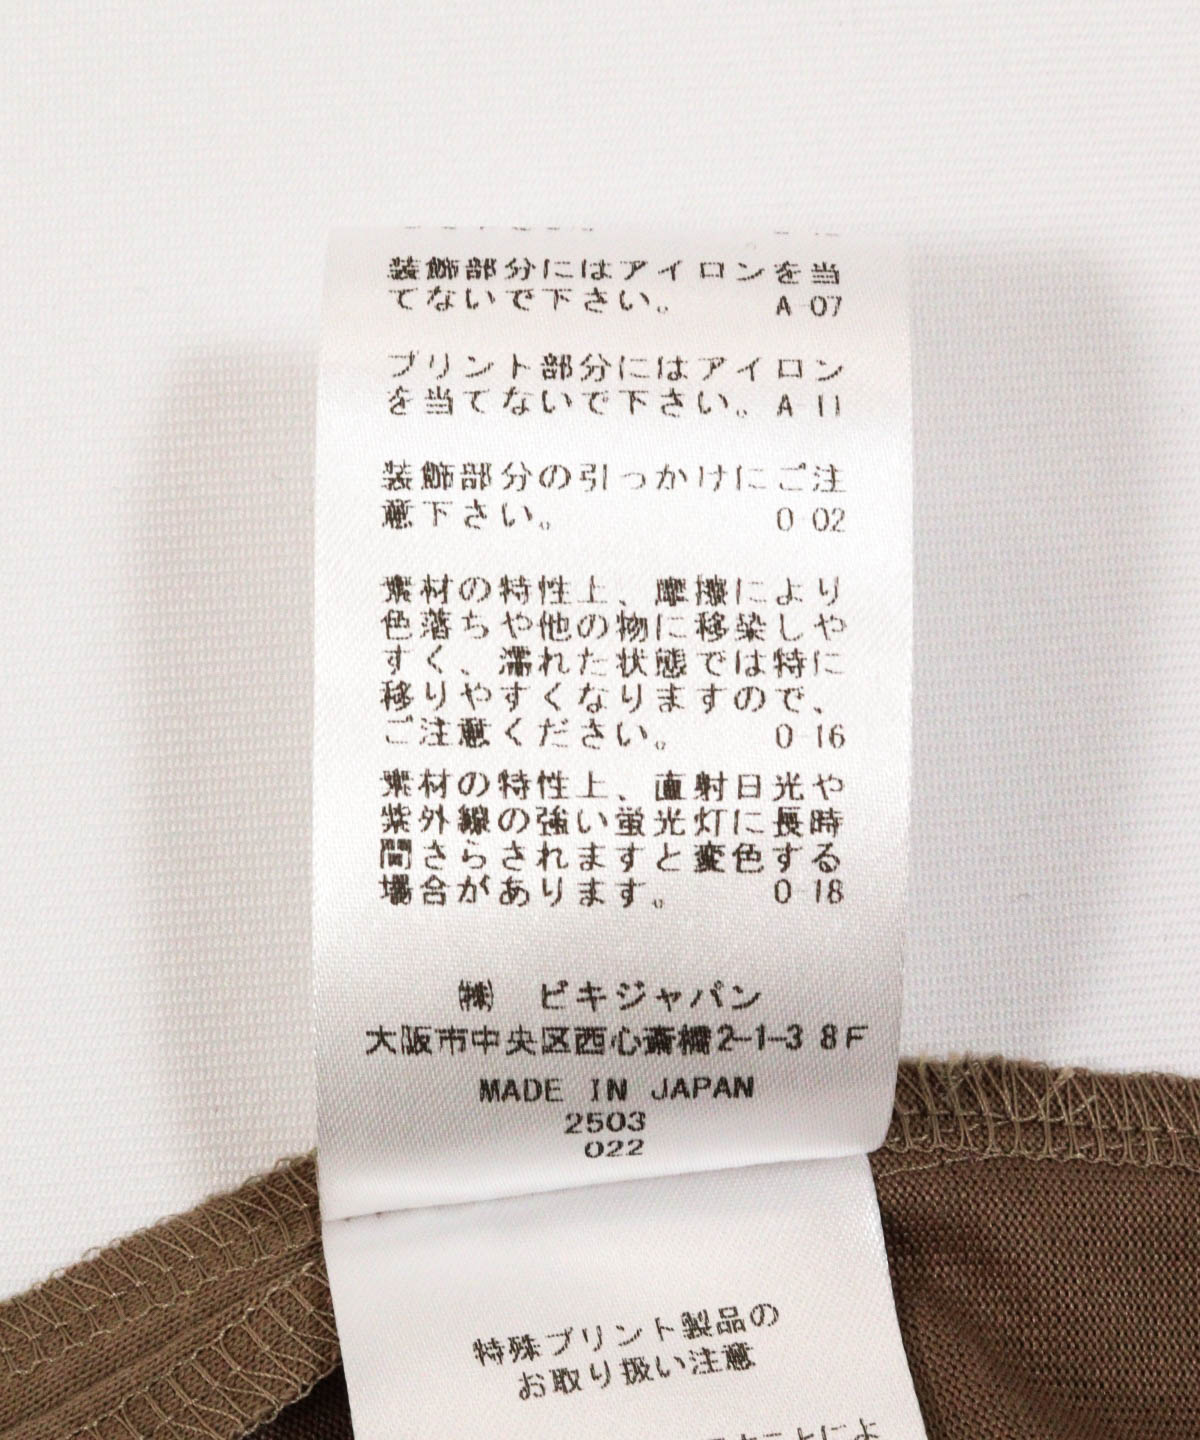 装飾部分にはアイロンを当
てないで下さい。 A-07
プリント部分にはアイロン
を当てないで下さい。A-11
装飾部分の引っかけにご注
意下さい。 0-02
素材の特性上、摩擦により
色落ちや他の物に移染しや
すく、濡れた状態では特に
移りやすくなりますので、
ご注意ください。 0-16
素材の特性上、直射日光や
紫外線の強い蛍光灯に長時
間さらされますと変色する
場合があります。 0-18
㈱ ビキジャパン
大阪市中央区西心斎橋2-1-3 8F
MADE IN JAPAN
2503
022
特殊プリント製品の
お取り扱い注意